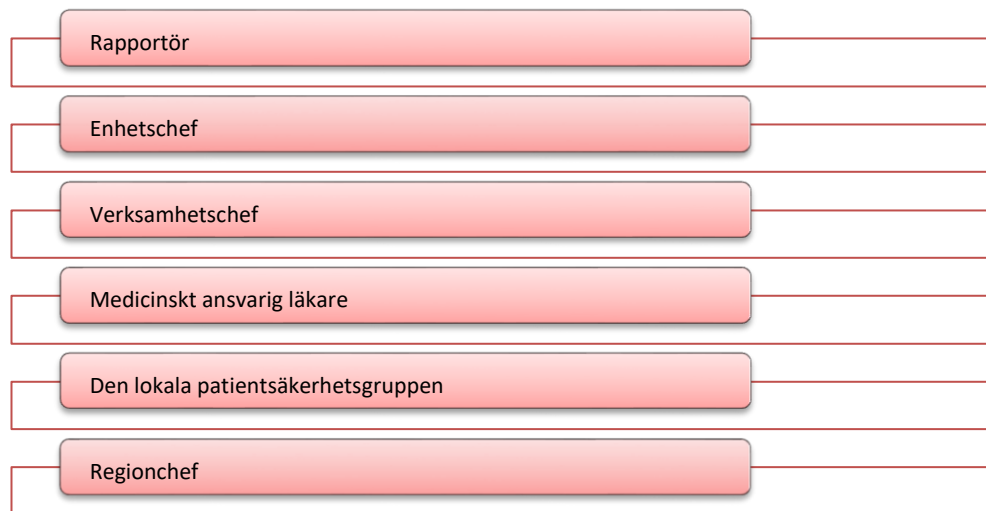 Rapportör
Enhetschef
Verksamhetschef
Medicinskt ansvarig läkare
Den lokala patientsäkerhetsgruppen
Regionchef